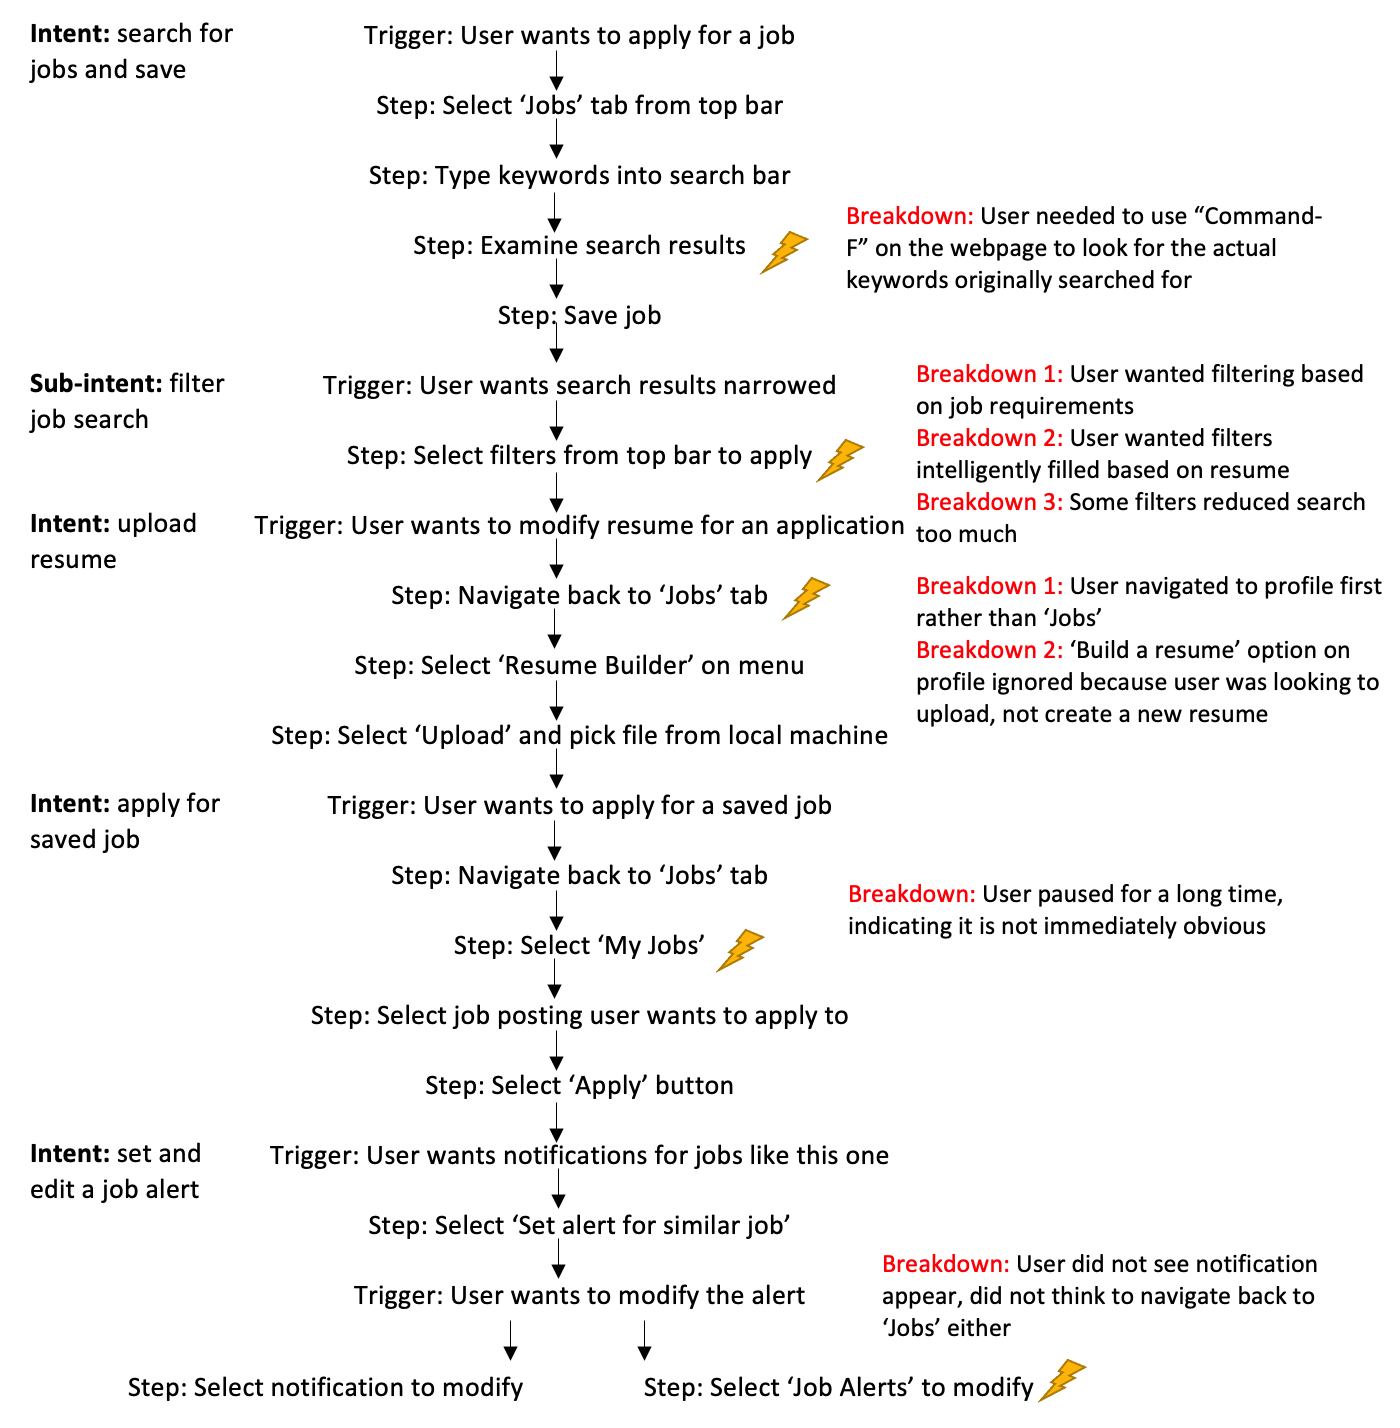 Intent: search for
jobs and save
Trigger: User wants to apply for a job
Step: Select ‘Jobs’ tab from top bar
Step: Type keywords into search bar
Step: Examine search results
Breakdown: User needed to use “Command-
F” on the webpage to look for the actual
keywords originally searched for
Step: Save job
Sub-intent: filter
job search
Trigger: User wants search results narrowed
Step: Select filters from top bar to apply
Breakdown 1: User wanted filtering based
on job requirements
Breakdown 2: User wanted filters
intelligently filled based on resume
Breakdown 3: Some filters reduced search
too much
Intent: upload
resume
Trigger: User wants to modify resume for an application
Step: Navigate back to ‘Jobs’ tab
Breakdown 1: User navigated to profile first
rather than ‘Jobs’
Breakdown 2: ‘Build a resume’ option on
profile ignored because user was looking to
upload, not create a new resume
Step: Select ‘Resume Builder’ on menu
Step: Select ‘Upload’ and pick file from local machine
Intent: apply for
saved job
Trigger: User wants to apply for a saved job
Step: Navigate back to ‘Jobs’ tab
Step: Select ‘My Jobs’
Breakdown: User paused for a long time,
indicating it is not immediately obvious
Step: Select job posting user wants to apply to
Step: Select ‘Apply’ button
Intent: set and
edit a job alert
Trigger: User wants notifications for jobs like this one
Step: Select ‘Set alert for similar job’
Trigger: User wants to modify the alert
Breakdown: User did not see notification
appear, did not think to navigate back to
‘Jobs’ either
Step: Select notification to modify
Step: Select ‘Job Alerts’ to modify